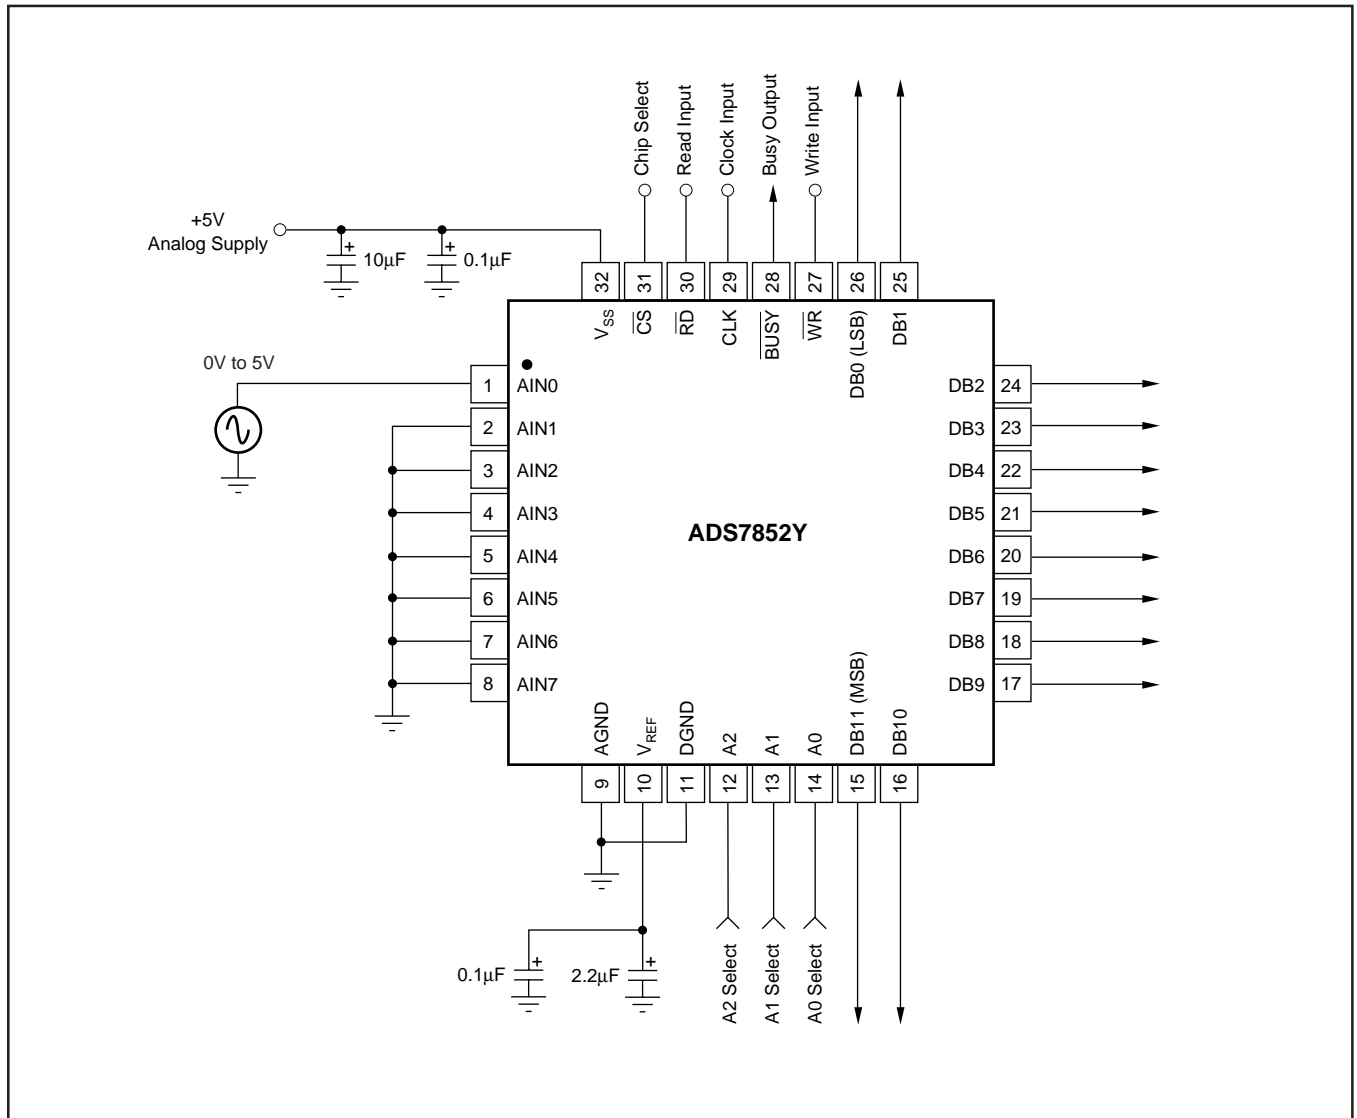 Chip Select
Read Input
Clock Input
Busy Output
Write Input
+5V
Analog Supply
+
10µF
+
0.1µF
32
31
30
29
28
27
26
25
VSS
CS
RD
CLK
BUSY
WR
DB0 (LSB)
DB1
0V to 5V
1 AIN0
2 AIN1
3 AIN2
4 AIN3
5 AIN4
6 AIN5
7 AIN6
8 AIN7
ADS7852Y
DB2 24
DB3 23
DB4 22
DB5 21
DB6 20
DB7 19
DB8 18
DB9 17
AGND
VREF
DGND
A2
A1
A0
DB11 (MSB)
DB10
9
10
11
12
13
14
15
16
0.1µF
+
2.2µF
+
A2 Select
A1 Select
A0 Select